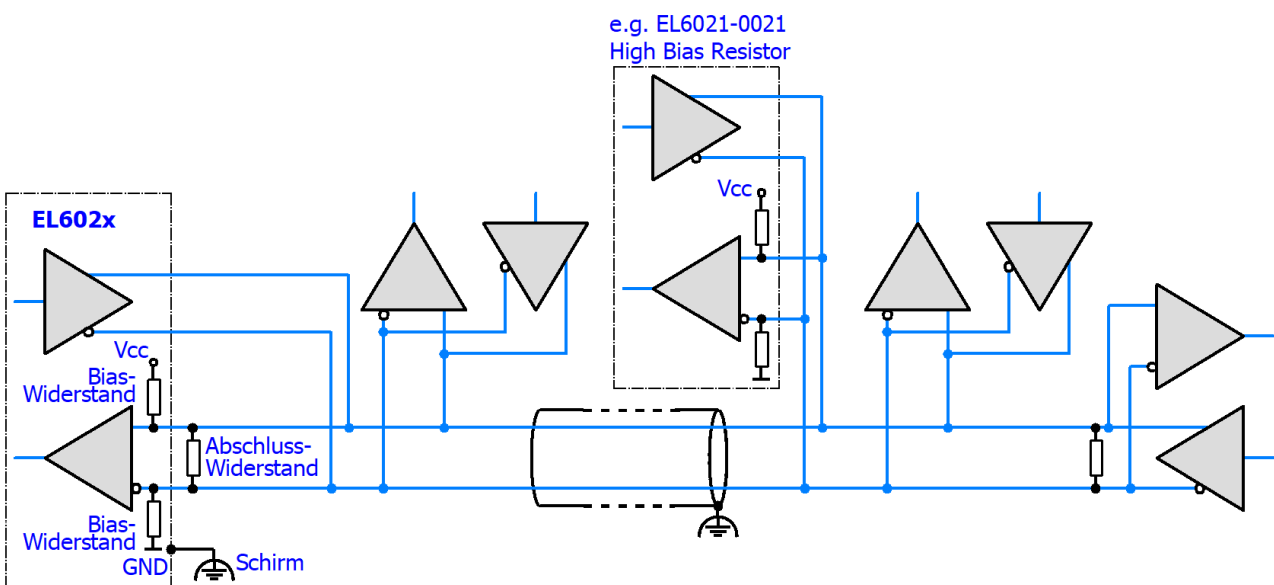 e.g. EL6021-0021
High Bias Resistor
Vcc
EL602x
Vcc
Bias-
Widerstand
Abschluss-
Widerstand
Bias-
Widerstand
GND
Schirm